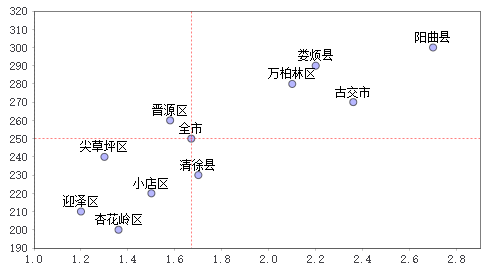 320
310
300
290
280
270
260
250
240
230
220
210
200
190
阳曲县
娄烦县
万柏林区
古交市
晋源区
全市
尖草坪区
清徐县
小店区
迎泽区
杏花岭区
1.0 1.2 1.4 1.6 1.8 2.0 2.2 2.4 2.6 2.8